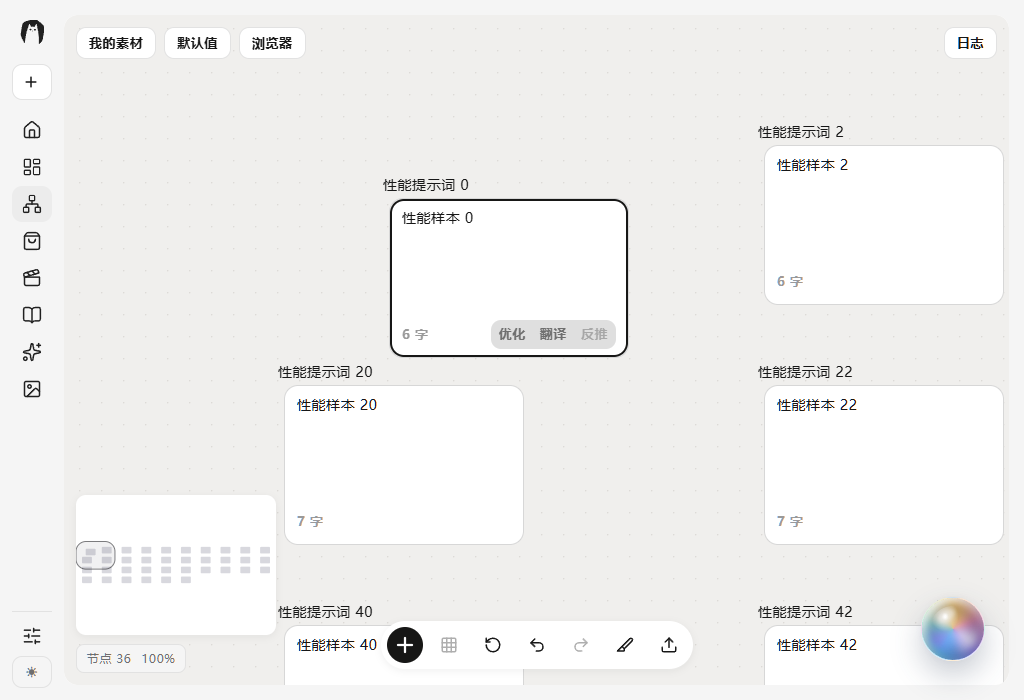 我的素材
默认值
浏览器
日志
性能提示词 2
性能样本 2
6 字
性能提示词 0
性能样本 0
6 字
优化
翻译
反推
性能提示词 20
性能样本 20
7 字
性能提示词 22
性能样本 22
7 字
性能提示词 40
性能样本 40
性能提示词 42
性能样本 42
节点 36 100%